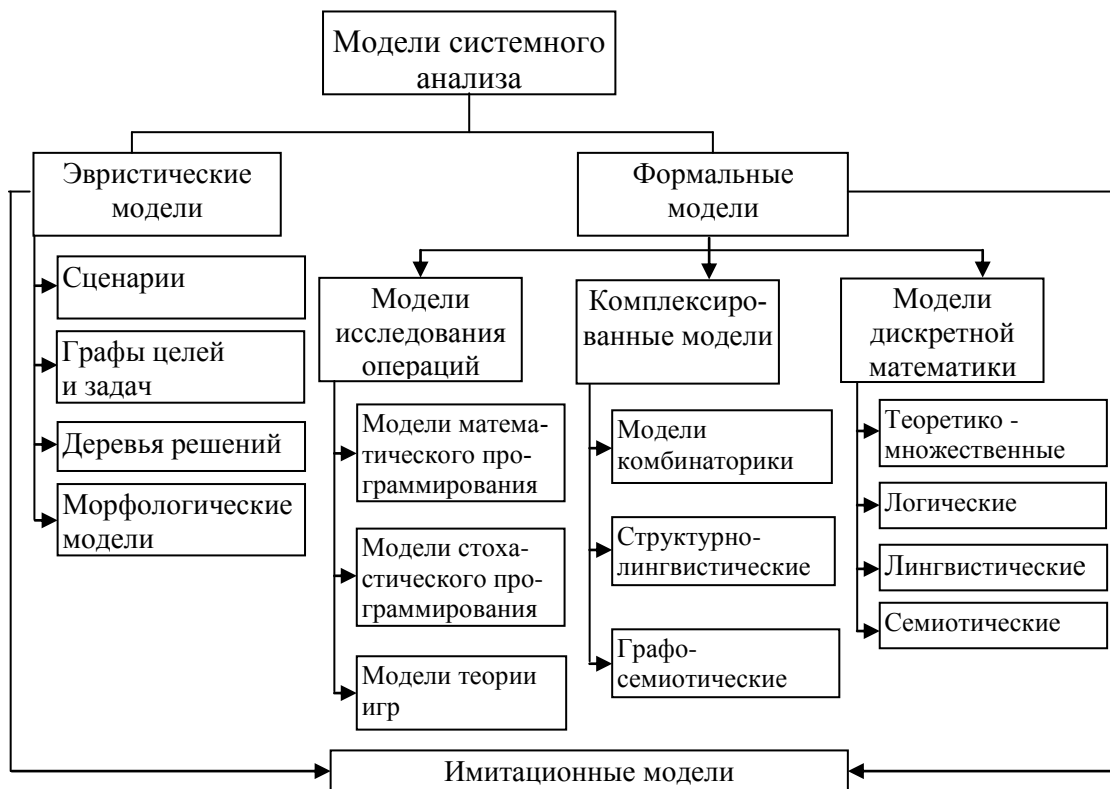 Модели системного
анализа
Эвристические
модели
Формальные
модели
Сценарии
Графы целей
и задач
Деревья решений
Морфологические
модели
Модели
исследования
операций
Модели матема-
тического про-
граммирования
Модели стоха-
стического про-
граммирования
Модели теории
игр
Комплексиро-
ванные модели
Модели
комбинаторики
Структурно-
лингвистические
Графо-
семиотические
Модели
дискретной
математики
Теоретико -
множественные
Логические
Лингвистические
Семиотические
Имитационные модели